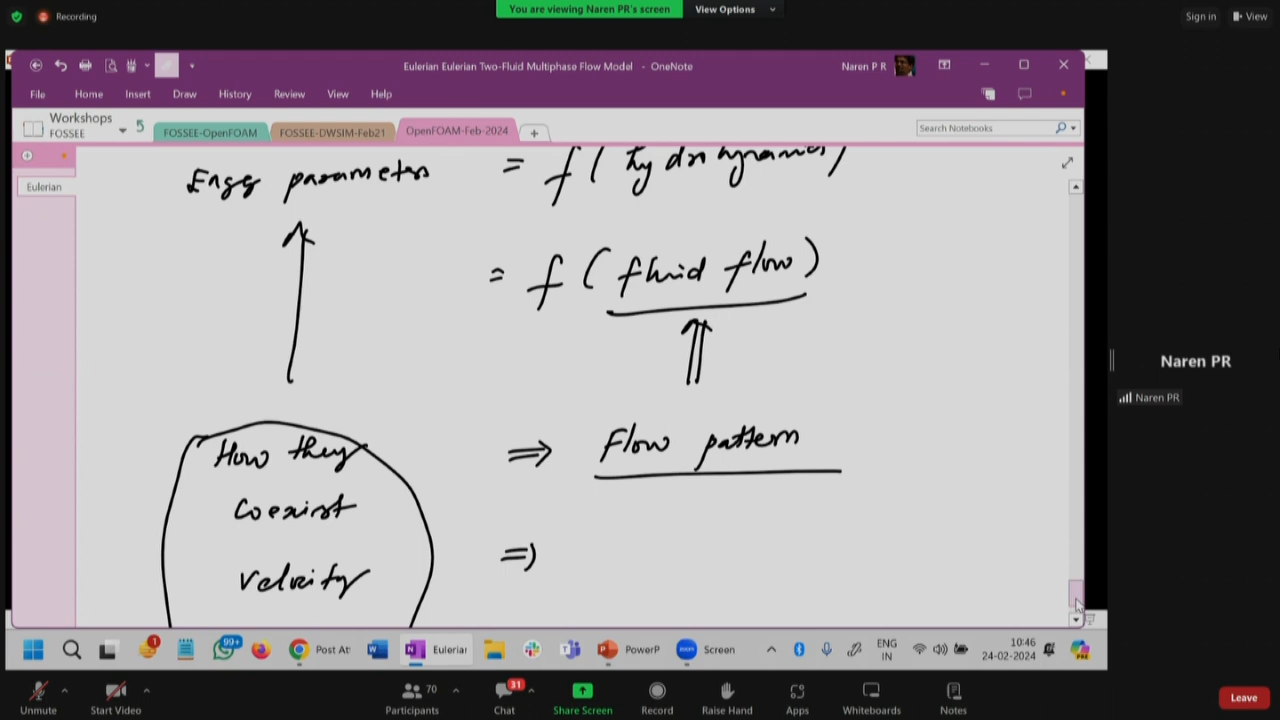 Recording
You are viewing Naren PR's screen
View Options
Sign in
View
Eulerian Eulerian Two-Fluid Multiphase Flow Model - OneNote
Naren P R
File Home Insert Draw History Review View Help
Workshops
FOSSEE
FOSSEE-OpenFOAM
FOSSEE-DWSIM-Feb21
OpenFOAM-Feb-2024
Search Notebooks
Eulerian
Engg parameters = f (hydrodynamics)
= f (fluid flow)
How they ⇒ Flow pattern
Coexist
Velocity ⇒
Naren PR
Naren PR
1
99+
Post At
Eulerian
PowerP
Screen
ENG
IN
10:46
24-02-2024
Unmute
Start Video
70
Participants
31
Chat
Share Screen
Record
Raise Hand
Apps
Whiteboards
Notes
Leave